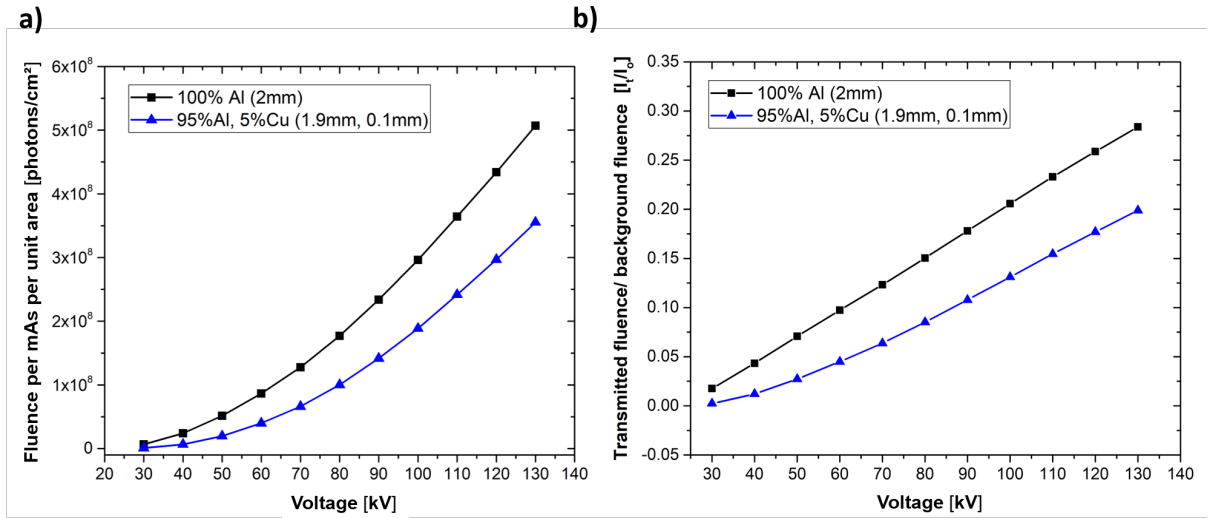 a)
Fluence per mAs per unit area [photons/cm²]
6x10⁸
5x10⁸
4x10⁸
3x10⁸
2x10⁸
1x10⁸
0
100% Al (2mm)
95%Al, 5%Cu (1.9mm, 0.1mm)
20 30 40 50 60 70 80 90 100 110 120 130 140
Voltage [kV]
b)
Transmitted fluence/ background fluence [Iₜ/Iₒ]
0.35
0.30
0.25
0.20
0.15
0.10
0.05
0.00
-0.05
100% Al (2mm)
95%Al, 5%Cu (1.9mm, 0.1mm)
30 40 50 60 70 80 90 100 110 120 130 140
Voltage [kV]